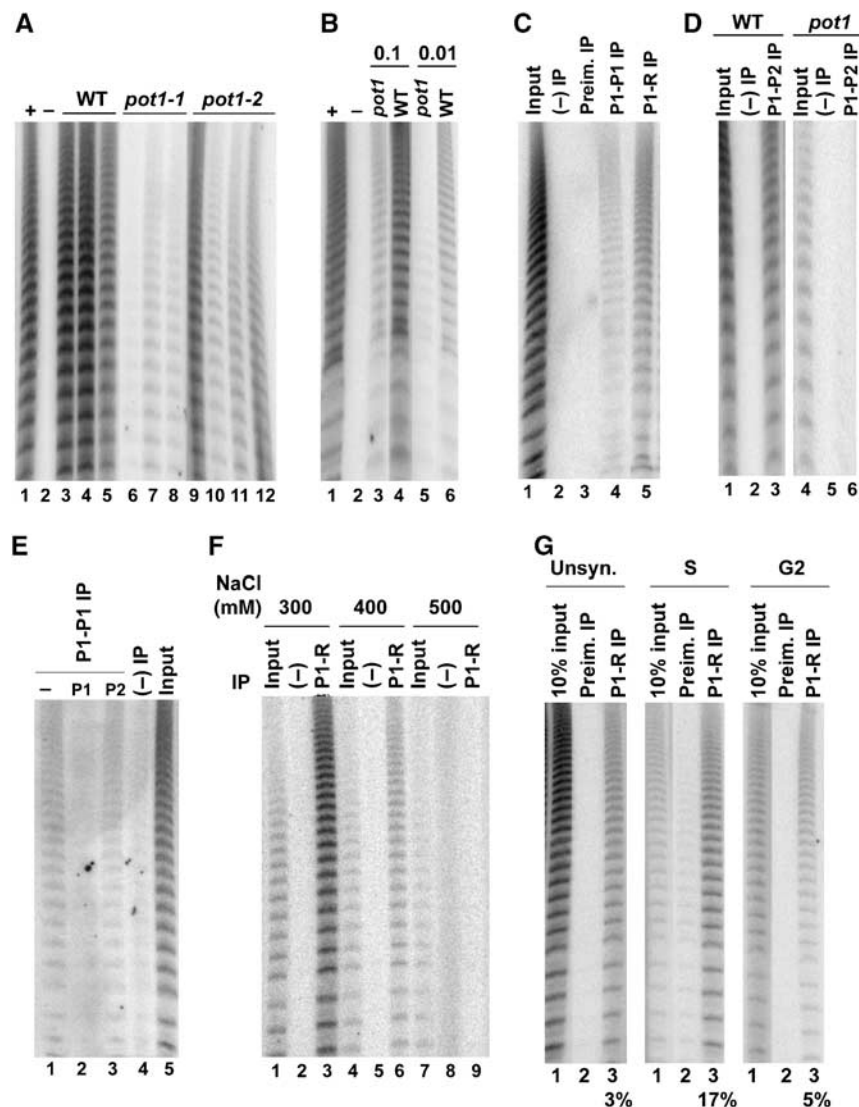 A
+ – WT pot1-1 pot1-2
1 2 3 4 5 6 7 8 9 10 11 12
B
0.1 0.01
+ – pot1 WT pot1 WT
1 2 3 4 5 6
C
Input (–) IP Preim. IP P1-P1 IP P1-R IP
1 2 3 4 5
D
WT pot1
Input (–) IP P1-P2 IP Input (–) IP P1-P2 IP
1 2 3 4 5 6
E
P1-P1 IP
– P1 P2 (–) IP Input
1 2 3 4 5
F
NaCl
(mM) 300 400 500
IP Input (–) P1-R Input (–) P1-R Input (–) P1-R
1 2 3 4 5 6 7 8 9
G
Unsyn. S G2
10% input Preim. IP P1-R IP 10% input Preim. IP P1-R IP 10% input Preim. IP P1-R IP
1 2 3 1 2 3 1 2 3
3% 17% 5%